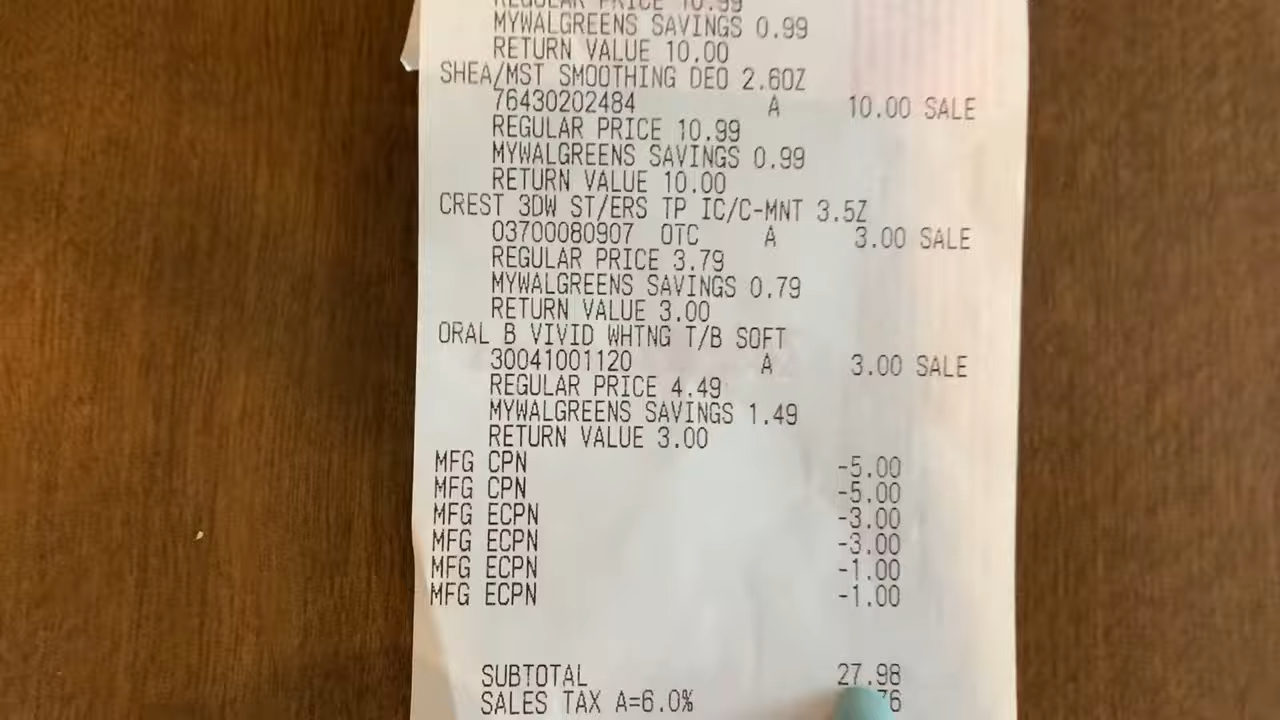 REGULAR PRICE 10.99
MYWALGREENS SAVINGS 0.99
RETURN VALUE 10.00
SHEA/MST SMOOTHING DEO 2.6OZ
76430202484 A 10.00 SALE
REGULAR PRICE 10.99
MYWALGREENS SAVINGS 0.99
RETURN VALUE 10.00
CREST 3DW ST/ERS TP IC/C-MNT 3.5Z
03700080907 OTC A 3.00 SALE
REGULAR PRICE 3.79
MYWALGREENS SAVINGS 0.79
RETURN VALUE 3.00
ORAL B VIVID WHTNG T/B SOFT
30041001120 A 3.00 SALE
REGULAR PRICE 4.49
MYWALGREENS SAVINGS 1.49
RETURN VALUE 3.00
MFG CPN -5.00
MFG CPN -5.00
MFG ECPN -3.00
MFG ECPN -3.00
MFG ECPN -1.00
MFG ECPN -1.00
SUBTOTAL 27.98
SALES TAX A=6.0%